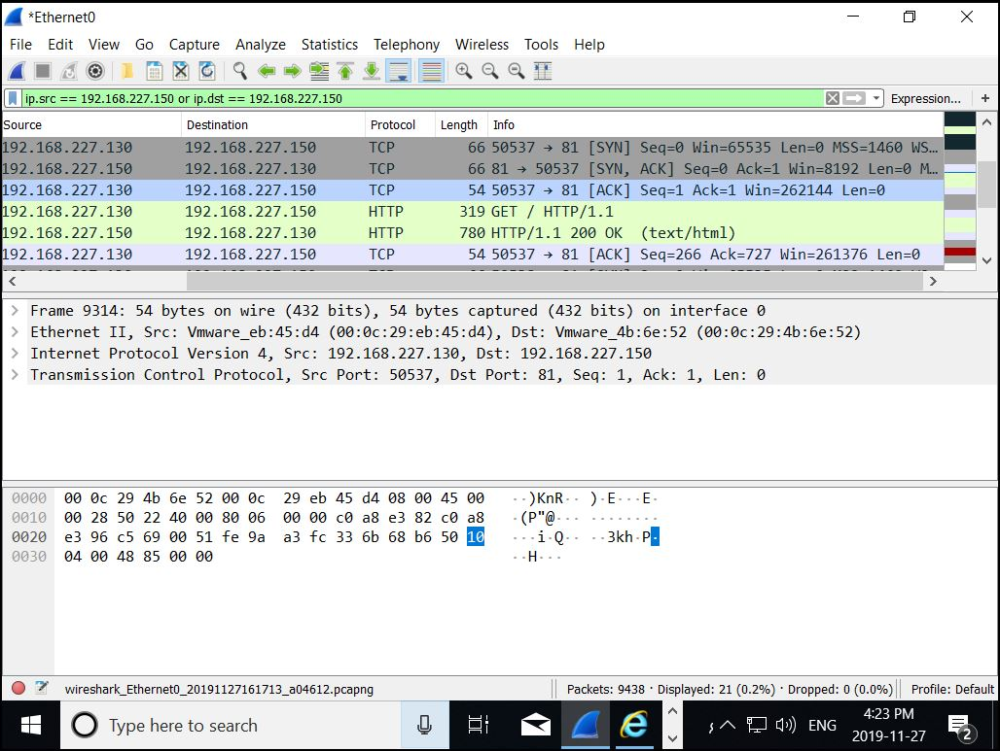 *Ethernet0
File Edit View Go Capture Analyze Statistics Telephony Wireless Tools Help
ip.src == 192.168.227.150 or ip.dst == 192.168.227.150 Expression... +
Source Destination Protocol Length Info
192.168.227.130 192.168.227.150 TCP 66 50537 → 81 [SYN] Seq=0 Win=65535 Len=0 MSS=1460 WS…
192.168.227.150 192.168.227.130 TCP 66 81 → 50537 [SYN, ACK] Seq=0 Ack=1 Win=8192 Len=0 M…
192.168.227.130 192.168.227.150 TCP 54 50537 → 81 [ACK] Seq=1 Ack=1 Win=262144 Len=0
192.168.227.130 192.168.227.150 HTTP 319 GET / HTTP/1.1
192.168.227.150 192.168.227.130 HTTP 780 HTTP/1.1 200 OK (text/html)
192.168.227.130 192.168.227.150 TCP 54 50537 → 81 [ACK] Seq=266 Ack=727 Win=261376 Len=0
Frame 9314: 54 bytes on wire (432 bits), 54 bytes captured (432 bits) on interface 0
Ethernet II, Src: Vmware_eb:45:d4 (00:0c:29:eb:45:d4), Dst: Vmware_4b:6e:52 (00:0c:29:4b:6e:52)
Internet Protocol Version 4, Src: 192.168.227.130, Dst: 192.168.227.150
Transmission Control Protocol, Src Port: 50537, Dst Port: 81, Seq: 1, Ack: 1, Len: 0
0000 00 0c 29 4b 6e 52 00 0c 29 eb 45 d4 08 00 45 00 ··)KnR·· )·E···E·
0010 00 28 50 22 40 00 80 06 00 00 c0 a8 e3 82 c0 a8 ·(P"@··· ········
0020 e3 96 c5 69 00 51 fe 9a a3 fc 33 6b 68 b6 50 10 ···i·Q·· ··3kh·P·
0030 04 00 48 85 00 00 ··H···
wireshark_Ethernet0_20191127161713_a04612.pcapng Packets: 9438 · Displayed: 21 (0.2%) · Dropped: 0 (0.0%) Profile: Default
Type here to search ENG 4:23 PM
2019-11-27 2